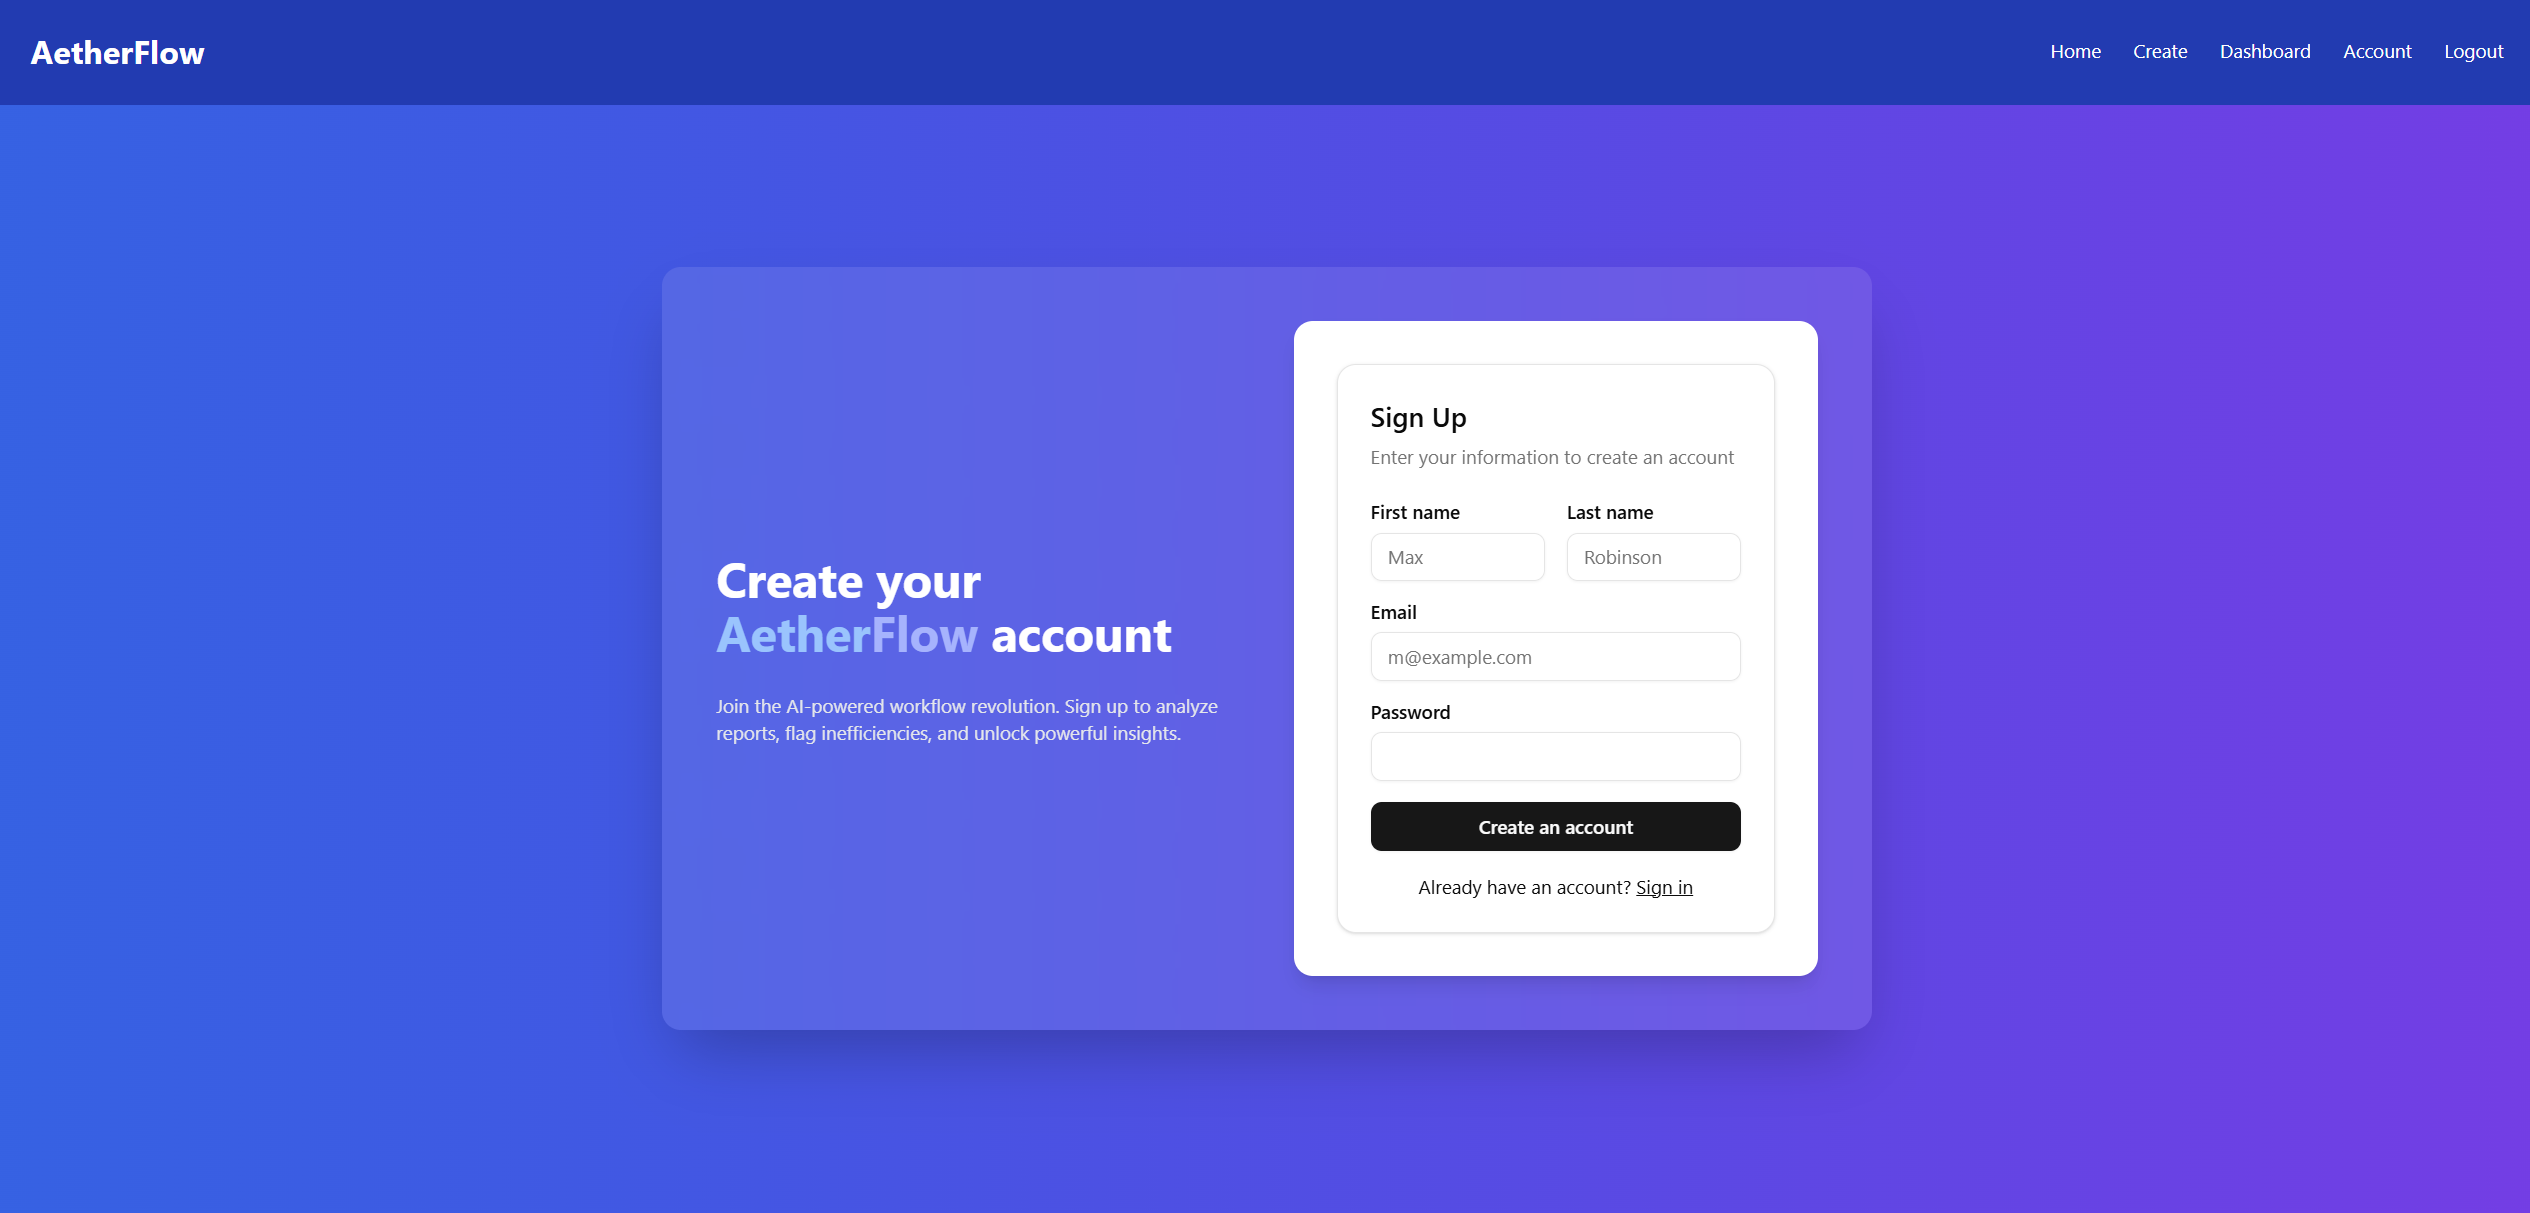 AetherFlow
Home Create Dashboard Account Logout
Create your
AetherFlow account
Join the AI-powered workflow revolution. Sign up to analyze
reports, flag inefficiencies, and unlock powerful insights.
Sign Up
Enter your information to create an account
First name Last name
Max Robinson
Email
m@example.com
Password
Create an account
Already have an account? Sign in